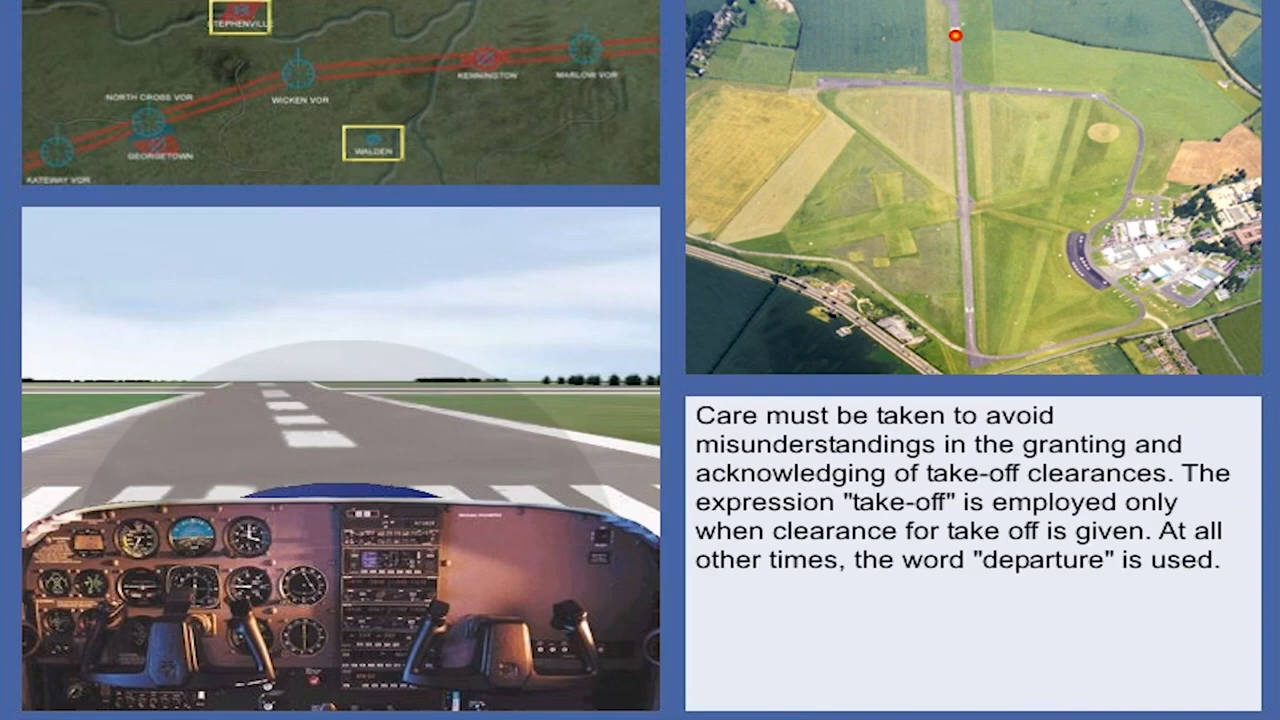 STEPHENVILLE
KENNINGTON
MARLOW VOR
NORTH CROSS VOR
WICKEN VOR
GEORGETOWN
WALDEN
KATEWAY VOR
Care must be taken to avoid
misunderstandings in the granting and
acknowledging of take-off clearances. The
expression "take-off" is employed only
when clearance for take off is given. At all
other times, the word "departure" is used.